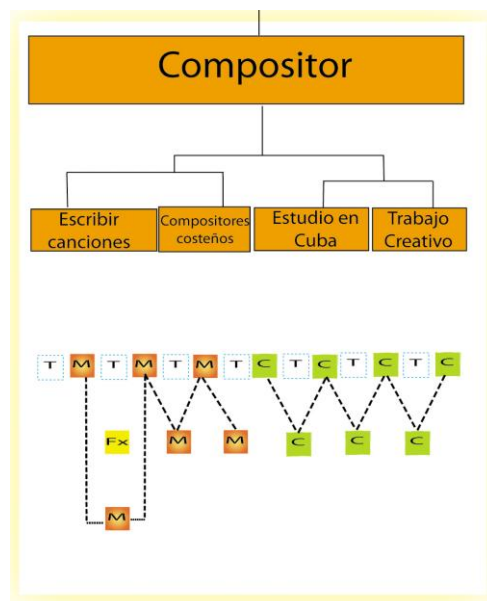 Compositor
Escribir
canciones
Compositores
costeños
Estudio en
Cuba
Trabajo
Creativo
T M T M T M T C T C T C T C
Fx M M C C C
M